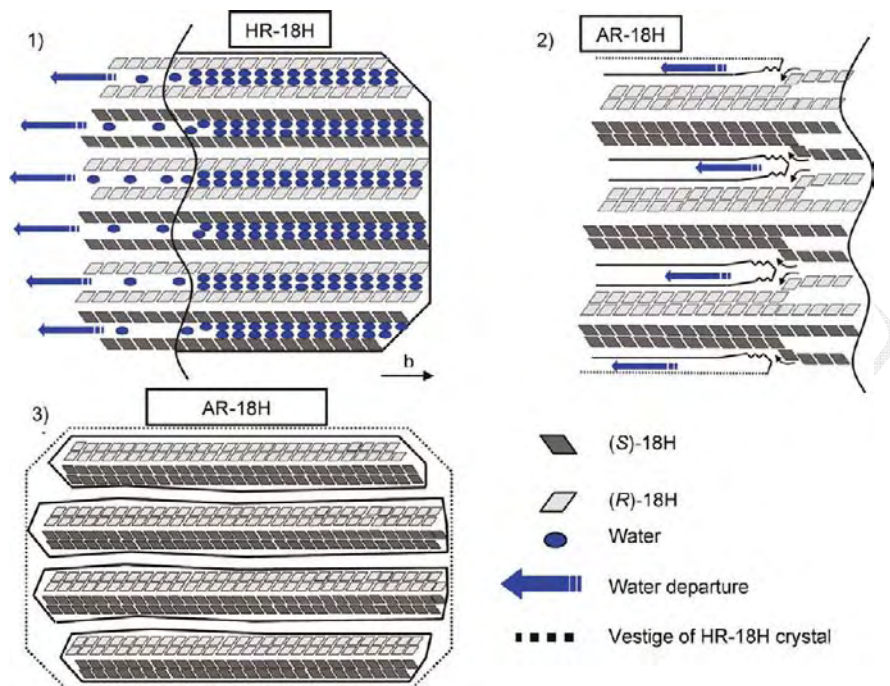 1)
HR-18H
b
2)
AR-18H
3)
AR-18H
(S)-18H
(R)-18H
Water
Water departure
Vestige of HR-18H crystal